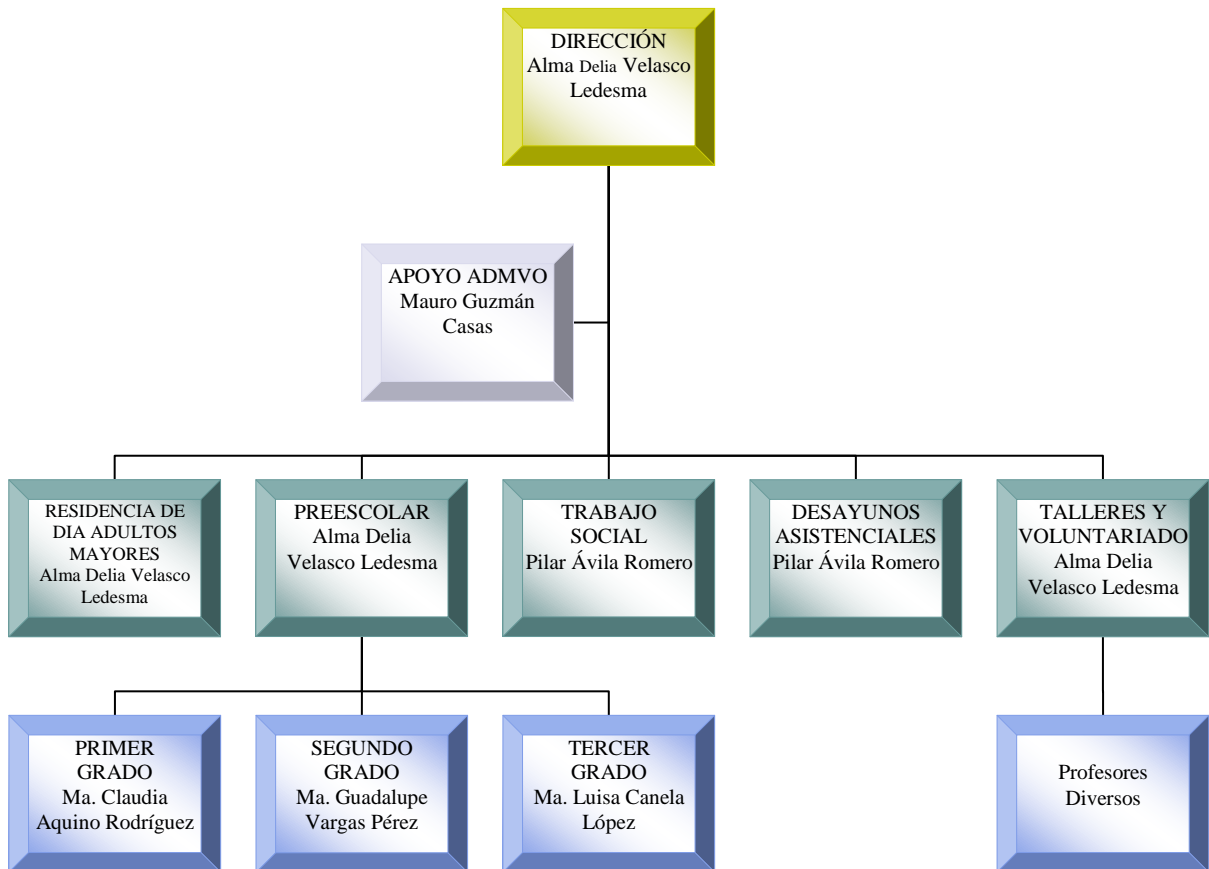 DIRECCIÓN
Alma Delia Velasco
Ledesma
APOYO ADMVO
Mauro Guzmán
Casas
RESIDENCIA DE
DIA ADULTOS
MAYORES
Alma Delia Velasco
Ledesma
PREESCOLAR
Alma Delia
Velasco Ledesma
TRABAJO
SOCIAL
Pilar Ávila Romero
DESAYUNOS
ASISTENCIALES
Pilar Ávila Romero
TALLERES Y
VOLUNTARIADO
Alma Delia
Velasco Ledesma
PRIMER
GRADO
Ma. Claudia
Aquino Rodríguez
SEGUNDO
GRADO
Ma. Guadalupe
Vargas Pérez
TERCER
GRADO
Ma. Luisa Canela
López
Profesores
Diversos